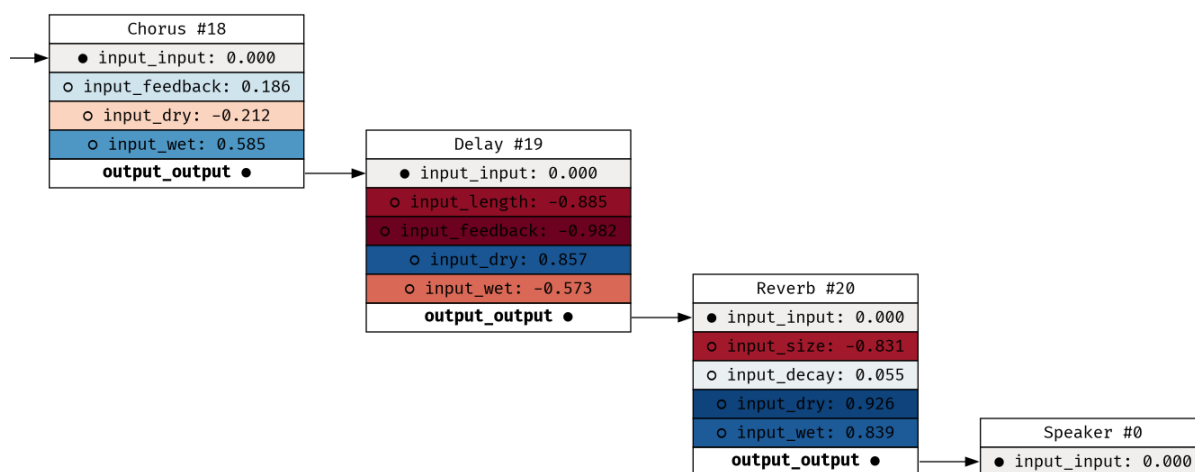 Chorus #18
● input_input: 0.000
○ input_feedback: 0.186
○ input_dry: -0.212
○ input_wet: 0.585
output_output ●
Delay #19
● input_input: 0.000
○ input_length: -0.885
○ input_feedback: -0.982
○ input_dry: 0.857
○ input_wet: -0.573
output_output ●
Reverb #20
● input_input: 0.000
○ input_size: -0.831
○ input_decay: 0.055
○ input_dry: 0.926
○ input_wet: 0.839
output_output ●
Speaker #0
● input_input: 0.000